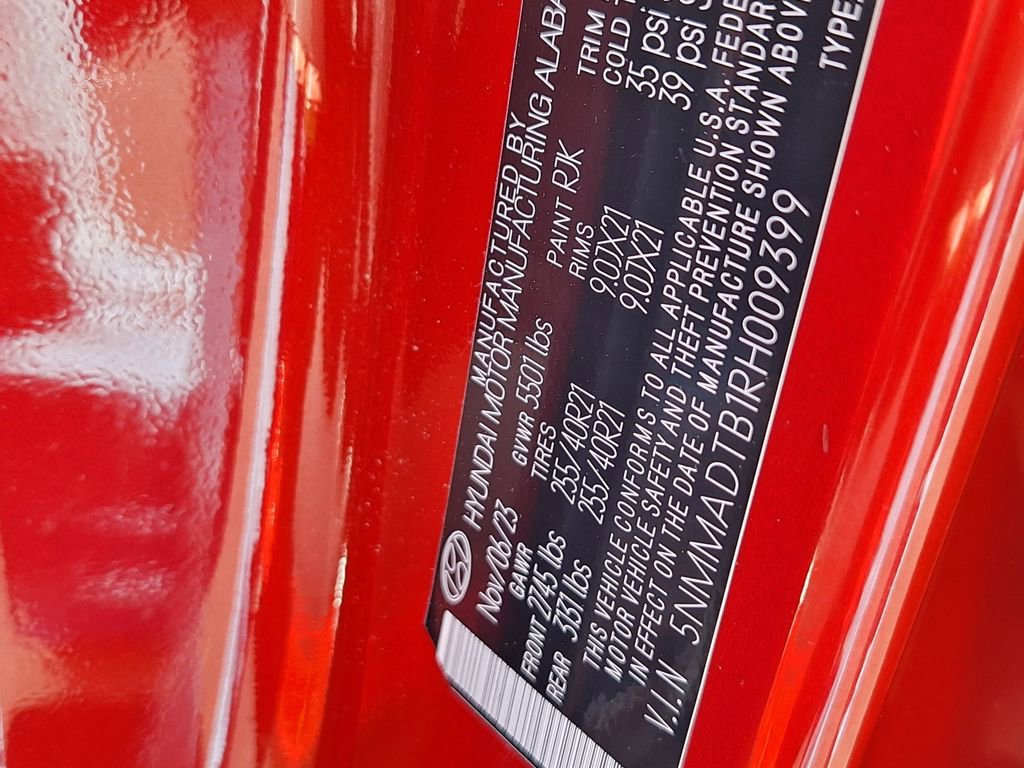 MANUFACTURED BY
HYUNDAI MOTOR MANUFACTURING ALABA
Nov/06/23 GVWR 5501 lbs PAINT RJK TRIM
GAWR TIRES RIMS COLD
FRONT 2745 lbs 255/40R21 9.0JX21 35 psi
REAR 3351 lbs 255/40R21 9.0JX21 39 psi
THIS VEHICLE CONFORMS TO ALL APPLICABLE U.S.A. FEDE
MOTOR VEHICLE SAFETY AND THEFT PREVENTION STANDAR
IN EFFECT ON THE DATE OF MANUFACTURE SHOWN ABOV
V.I.N 5NMMADTB1RH009399 TYPE